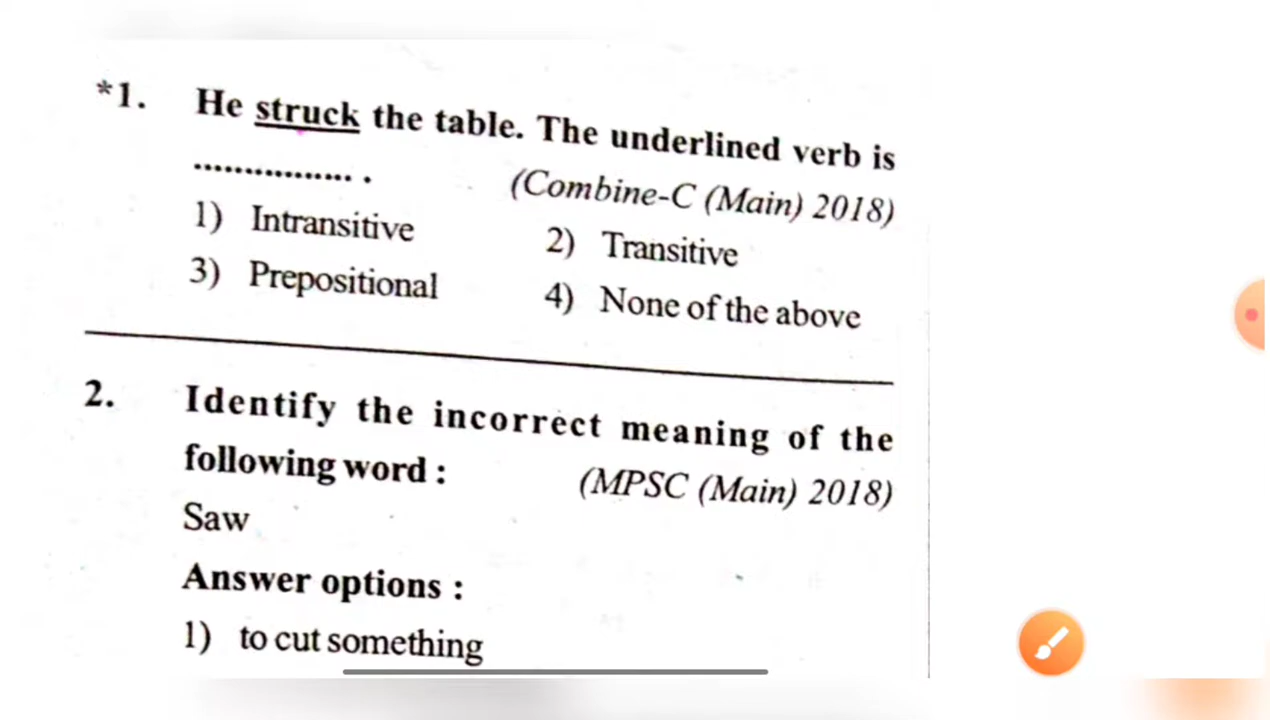 *1. He struck the table. The underlined verb is
................ .
(Combine-C (Main) 2018)
1) Intransitive 2) Transitive
3) Prepositional 4) None of the above
2. Identify the incorrect meaning of the
following word :
(MPSC (Main) 2018)
Saw
Answer options :
1) to cut something